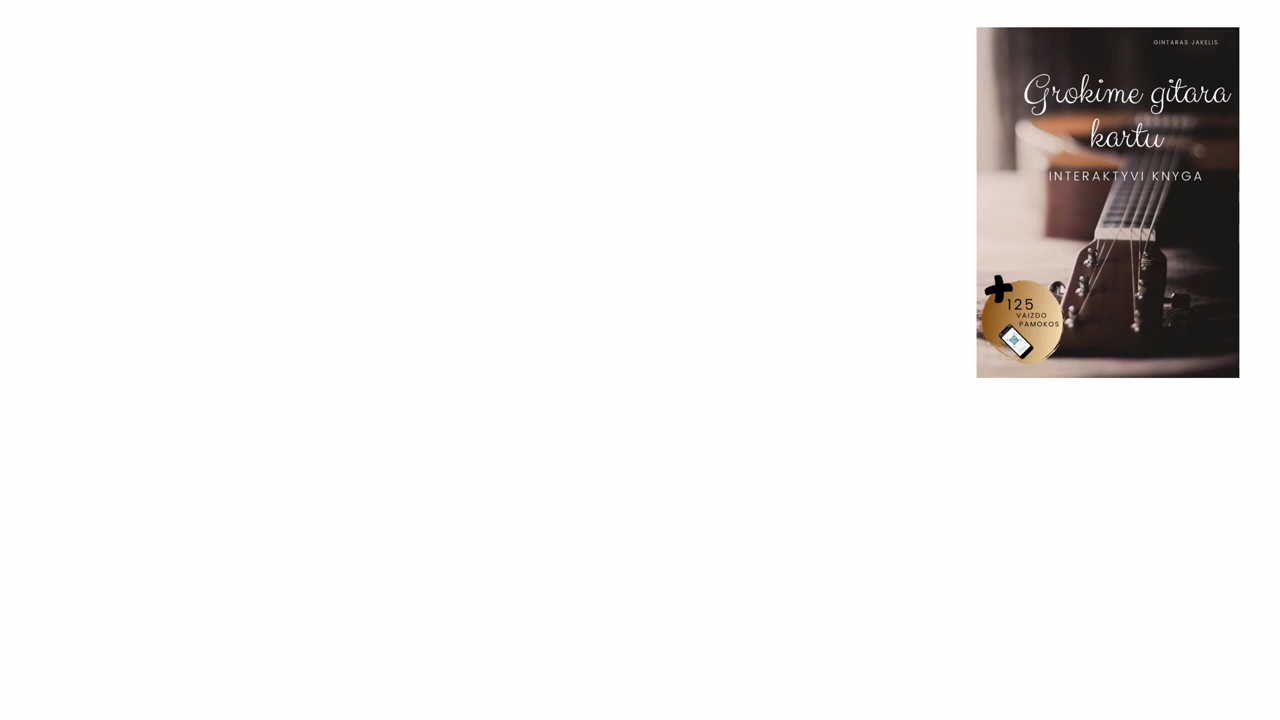 GINTARAS JAKELIS
Grokime gitara
kartu
INTERAKTYVI KNYGA
125
VAIZDO
PAMOKOS